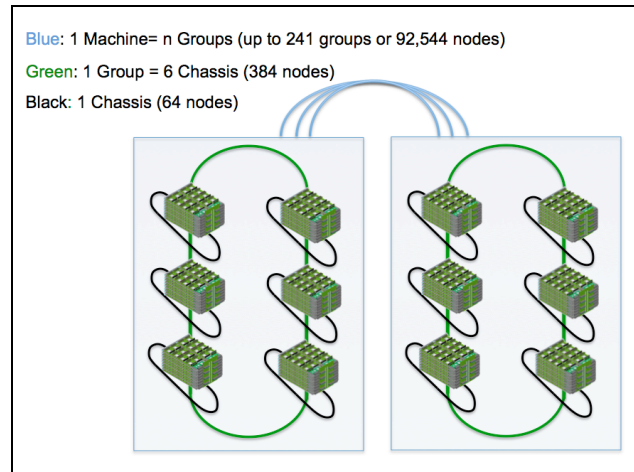 Blue: 1 Machine= n Groups (up to 241 groups or 92,544 nodes)
Green: 1 Group = 6 Chassis (384 nodes)
Black: 1 Chassis (64 nodes)